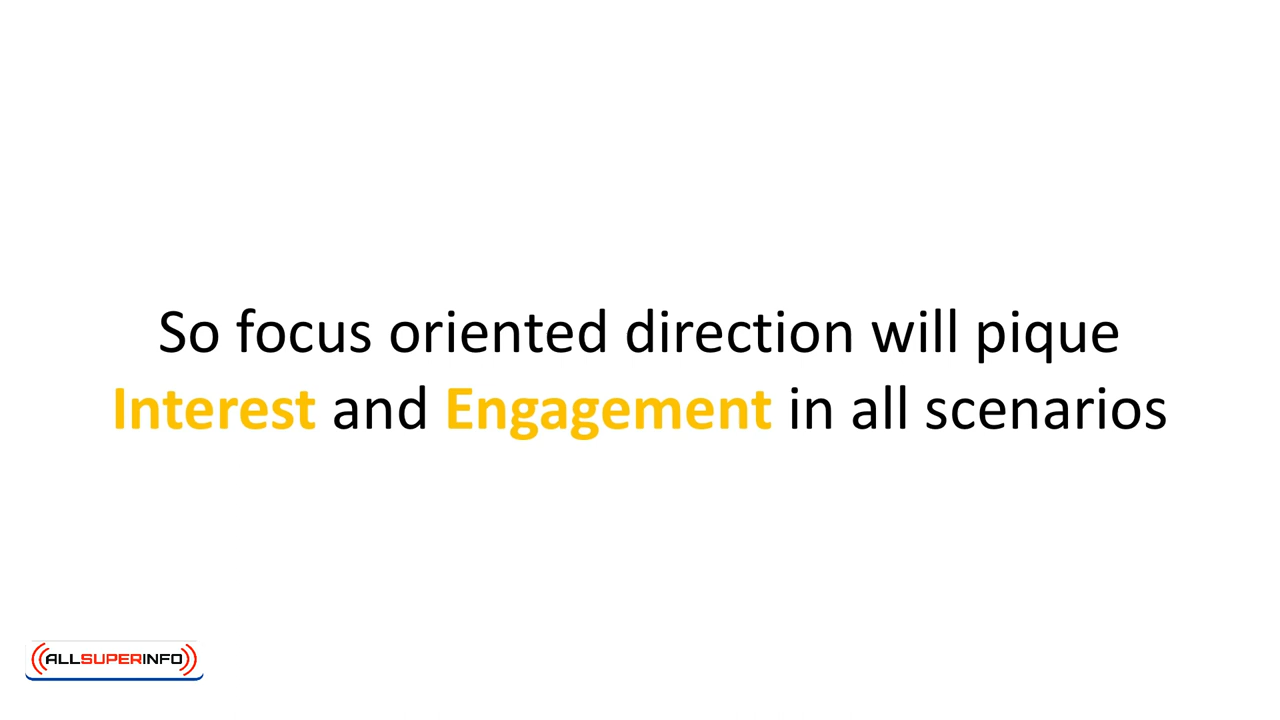 So focus oriented direction will pique
Interest and Engagement in all scenarios
ALLSUPERINFO